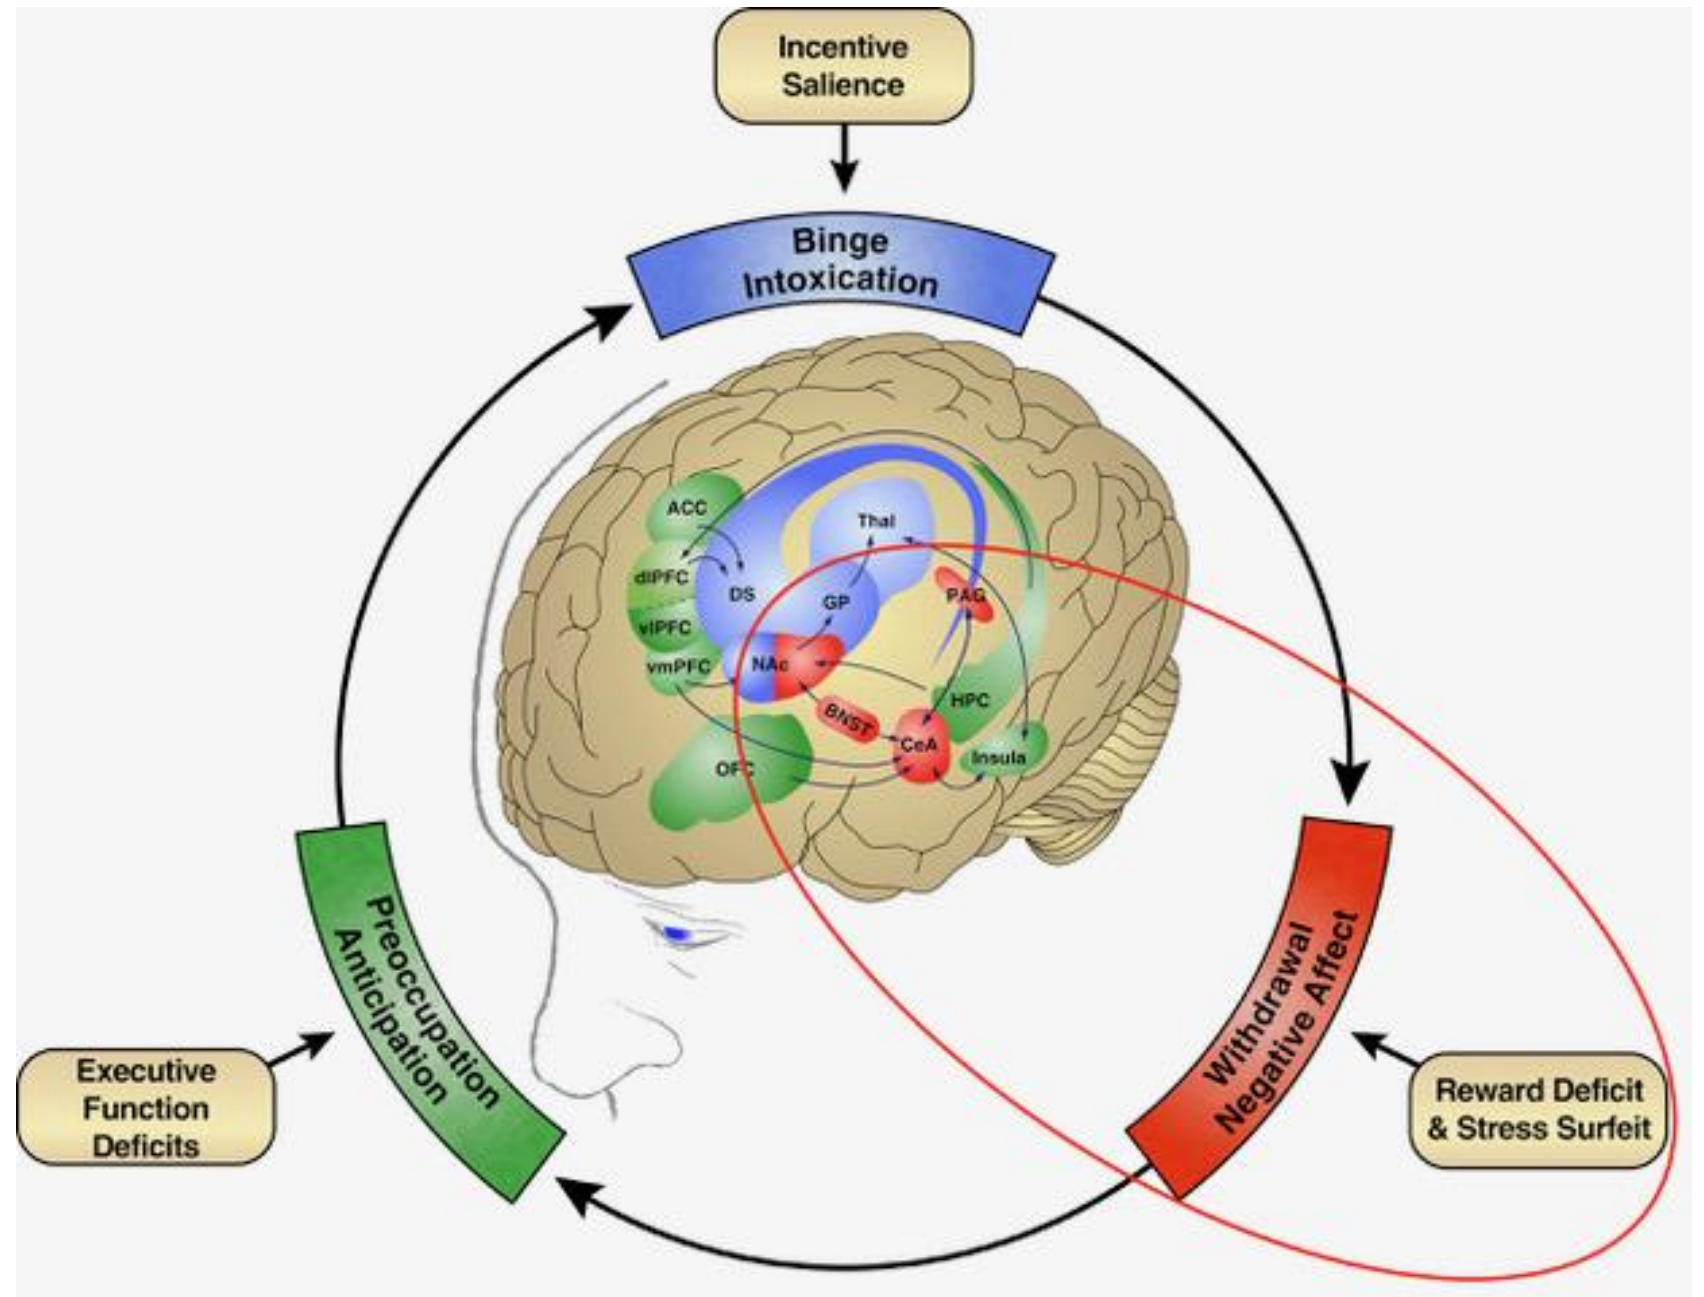 Incentive
Salience
Binge
Intoxication
ACC
Thal
dlPFC
DS
GP
PAG
vlPFC
vmPFC
NAc
HPC
BNST
CeA
Insula
OFC
Preoccupation
Anticipation
Withdrawal
Negative Affect
Executive
Function
Deficits
Reward Deficit
& Stress Surfeit